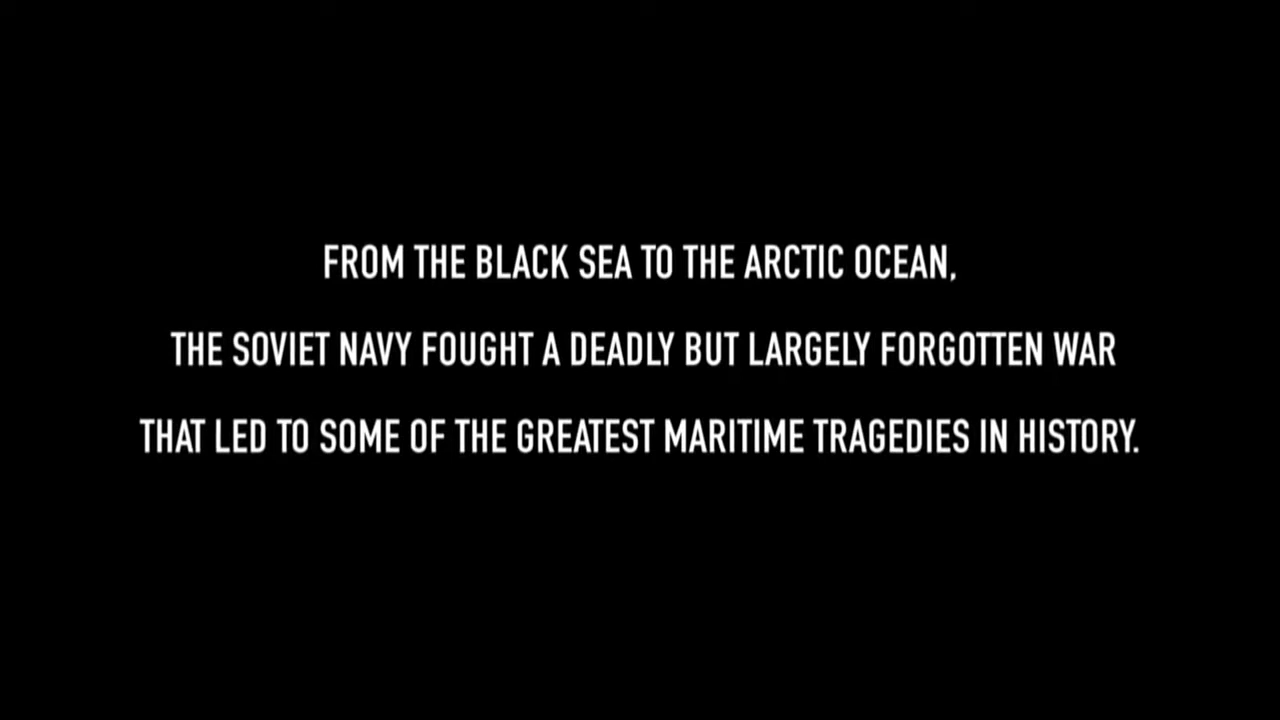 FROM THE BLACK SEA TO THE ARCTIC OCEAN,
THE SOVIET NAVY FOUGHT A DEADLY BUT LARGELY FORGOTTEN WAR
THAT LED TO SOME OF THE GREATEST MARITIME TRAGEDIES IN HISTORY.